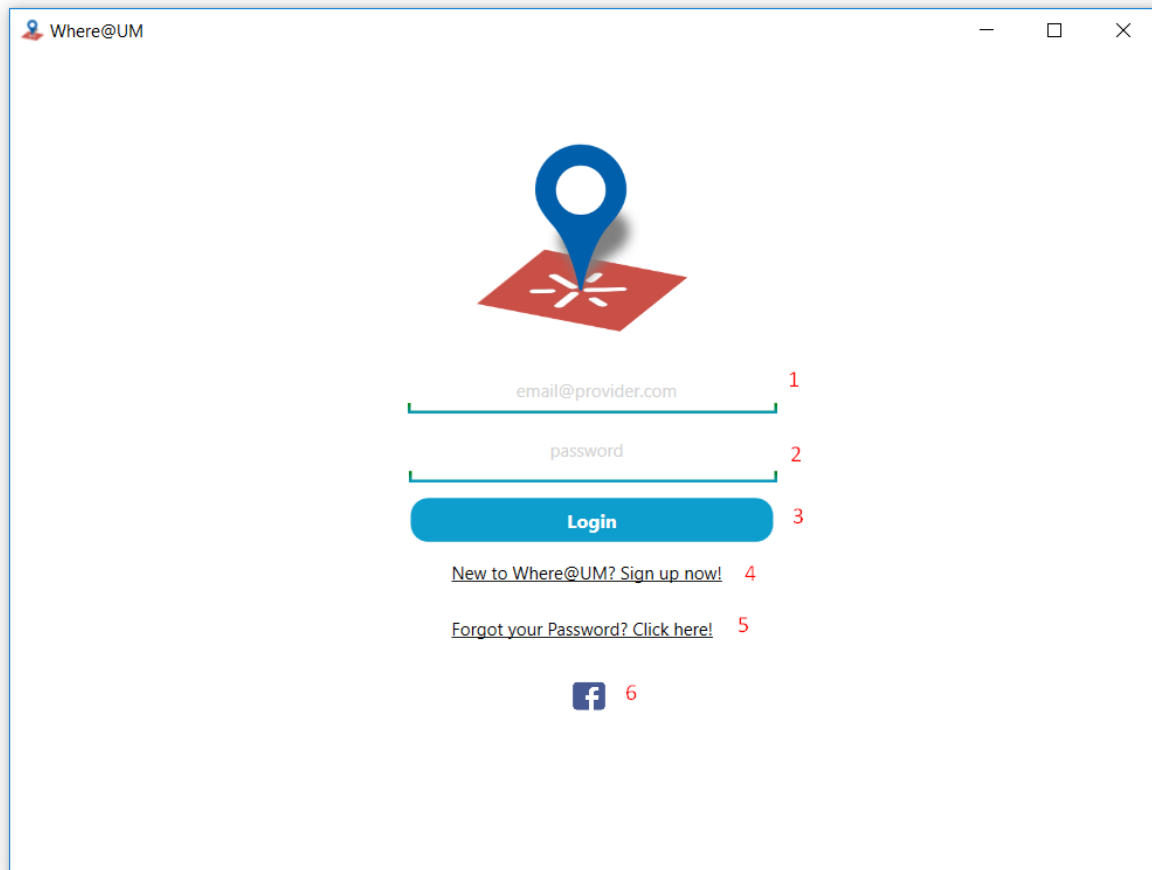 Where@UM
email@provider.com 1
password 2
Login 3
New to Where@UM? Sign up now! 4
Forgot your Password? Click here! 5
f 6